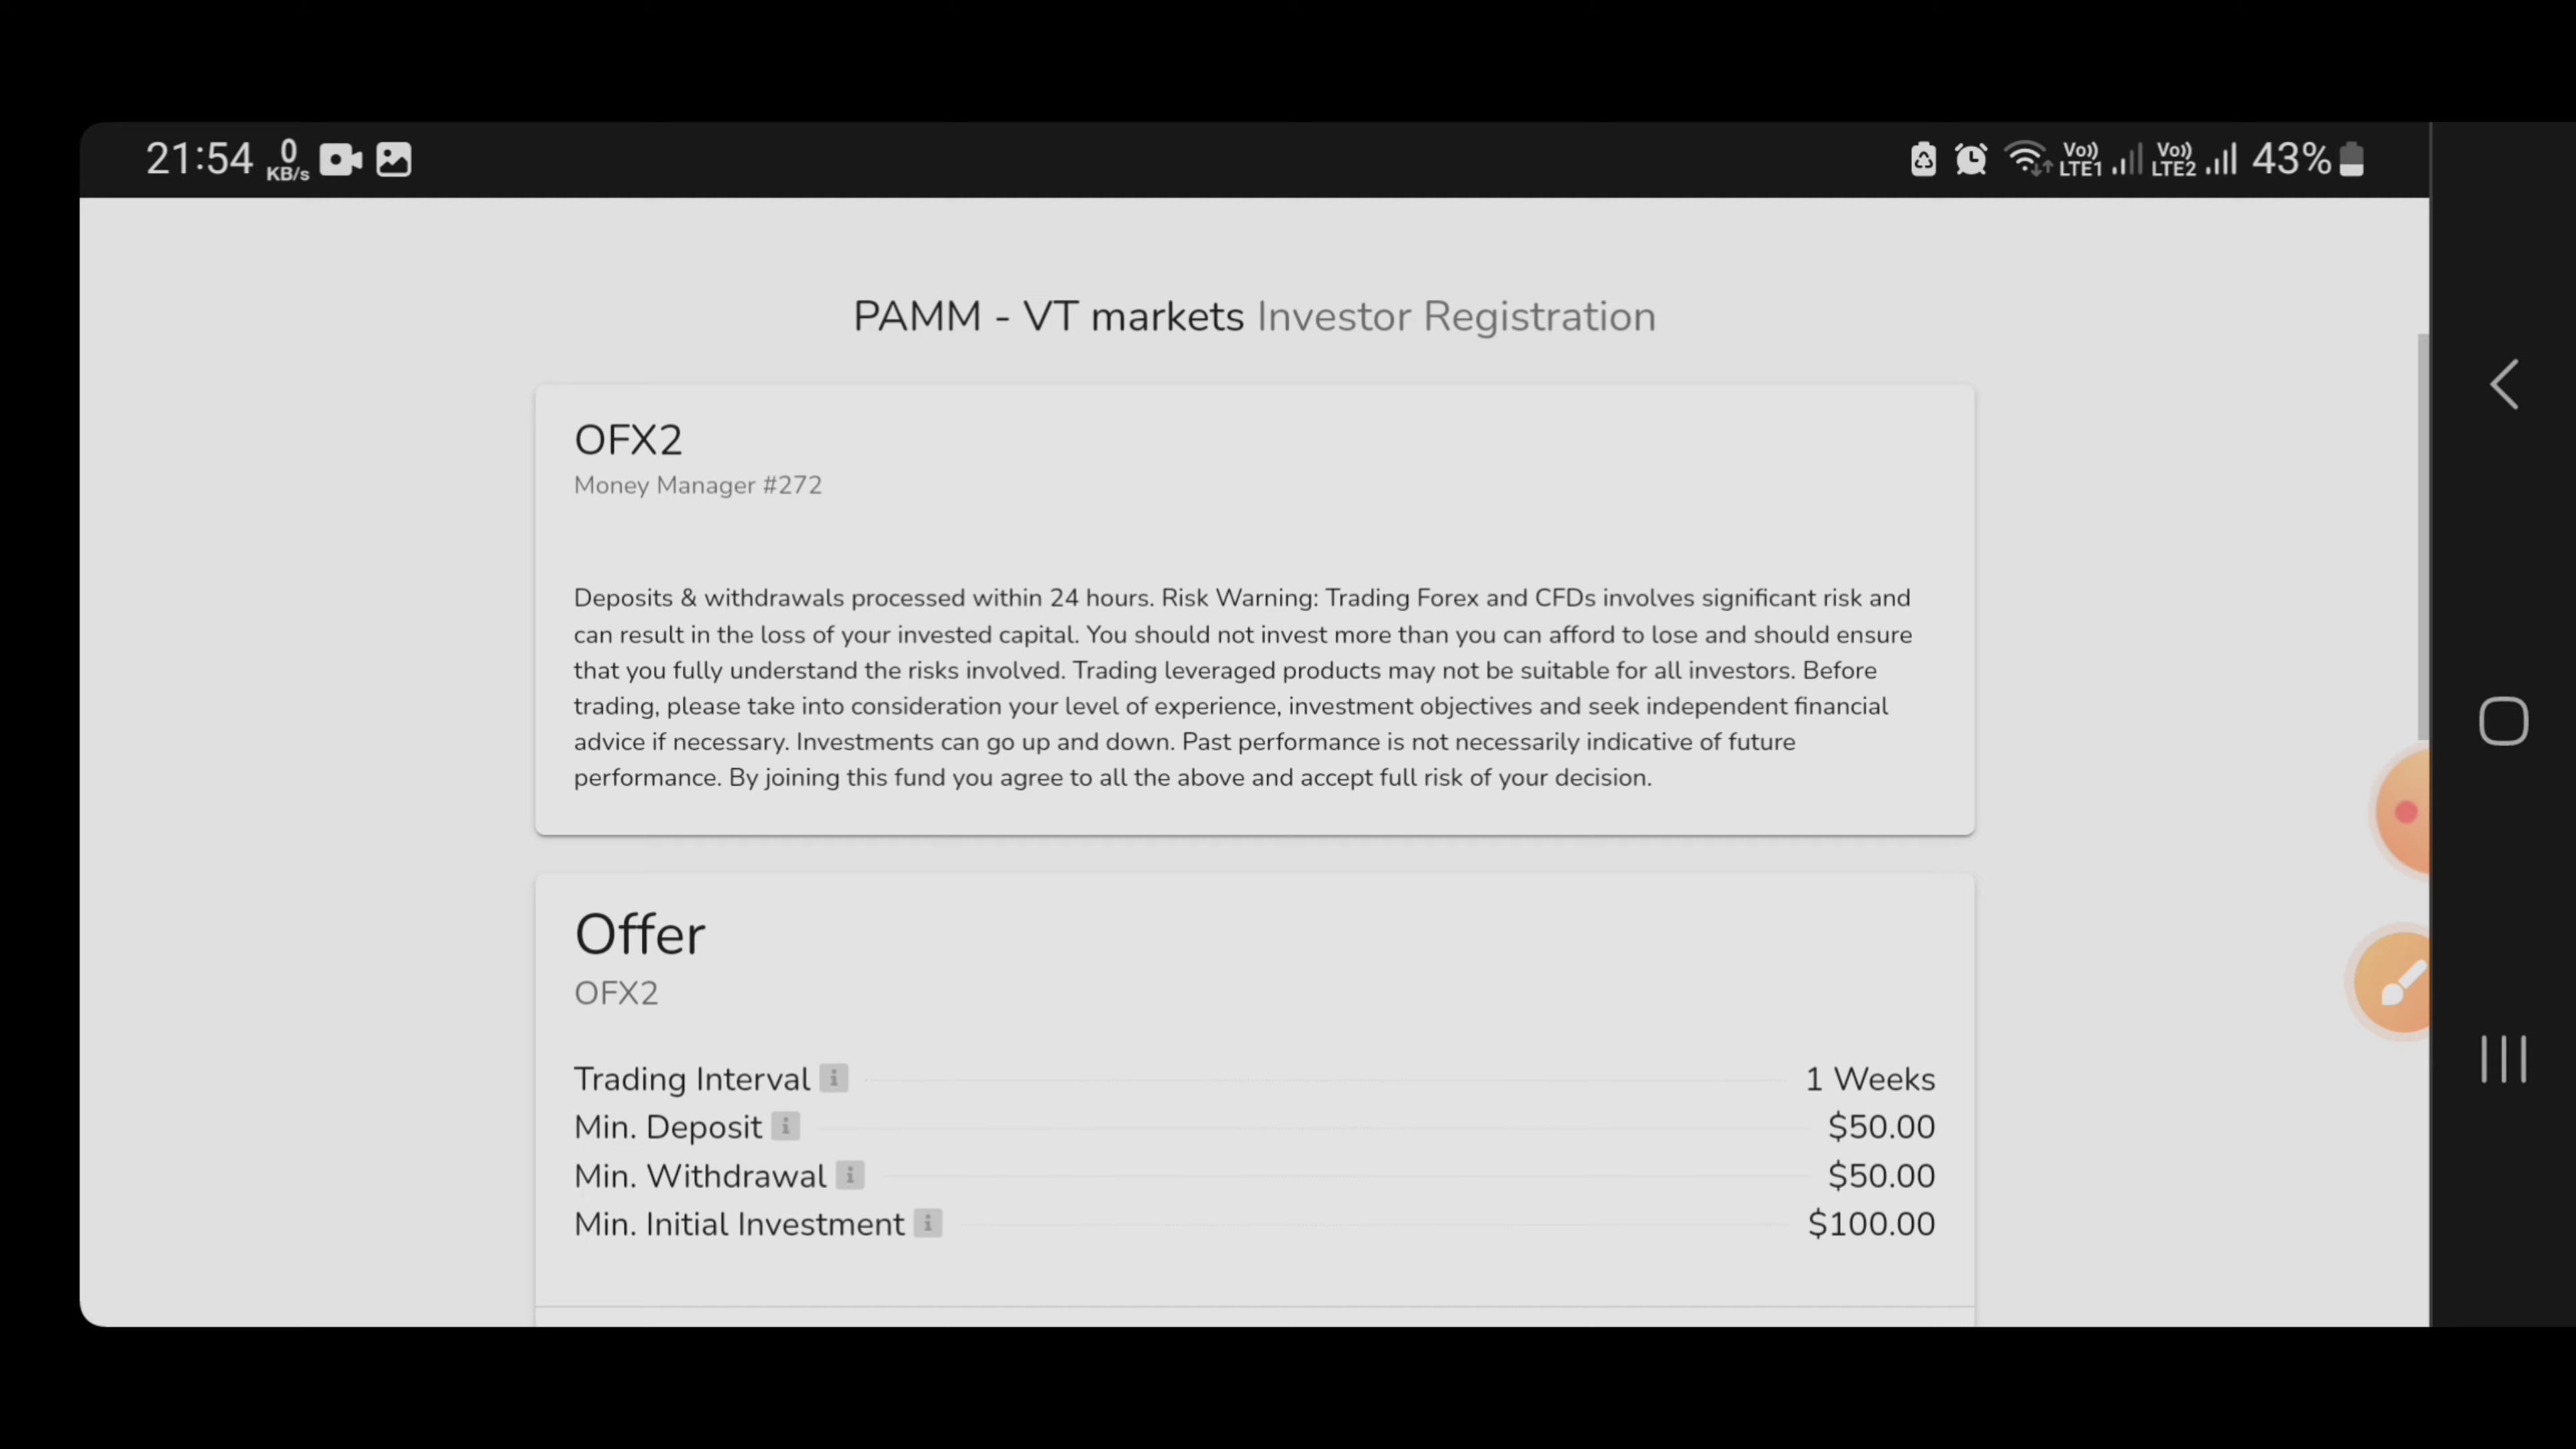 21:54 0 KB/s Vo)) LTE1 Vo)) LTE2 43%
PAMM - VT markets Investor Registration
OFX2
Money Manager #272
Deposits & withdrawals processed within 24 hours. Risk Warning: Trading Forex and CFDs involves significant risk and
can result in the loss of your invested capital. You should not invest more than you can afford to lose and should ensure
that you fully understand the risks involved. Trading leveraged products may not be suitable for all investors. Before
trading, please take into consideration your level of experience, investment objectives and seek independent financial
advice if necessary. Investments can go up and down. Past performance is not necessarily indicative of future
performance. By joining this fund you agree to all the above and accept full risk of your decision.
Offer
OFX2
Trading Interval i 1 Weeks
Min. Deposit i $50.00
Min. Withdrawal i $50.00
Min. Initial Investment i $100.00